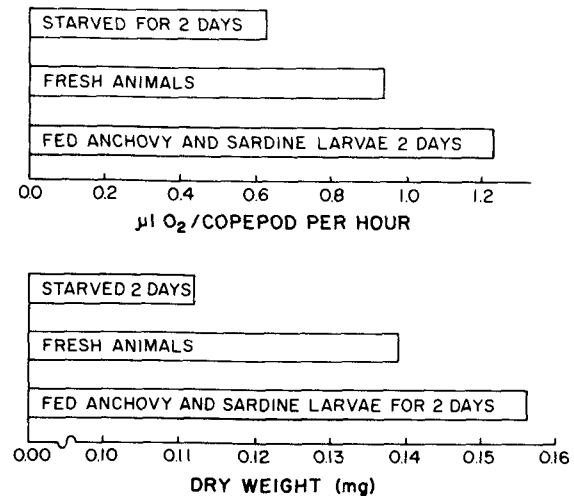 STARVED FOR 2 DAYS
FRESH ANIMALS
FED ANCHOVY AND SARDINE LARVAE 2 DAYS
0.0 0.2 0.4 0.6 0.8 1.0 1.2
µl O₂/COPEPOD PER HOUR
STARVED 2 DAYS
FRESH ANIMALS
FED ANCHOVY AND SARDINE LARVAE FOR 2 DAYS
0.00 0.10 0.11 0.12 0.13 0.14 0.15 0.16
DRY WEIGHT (mg)